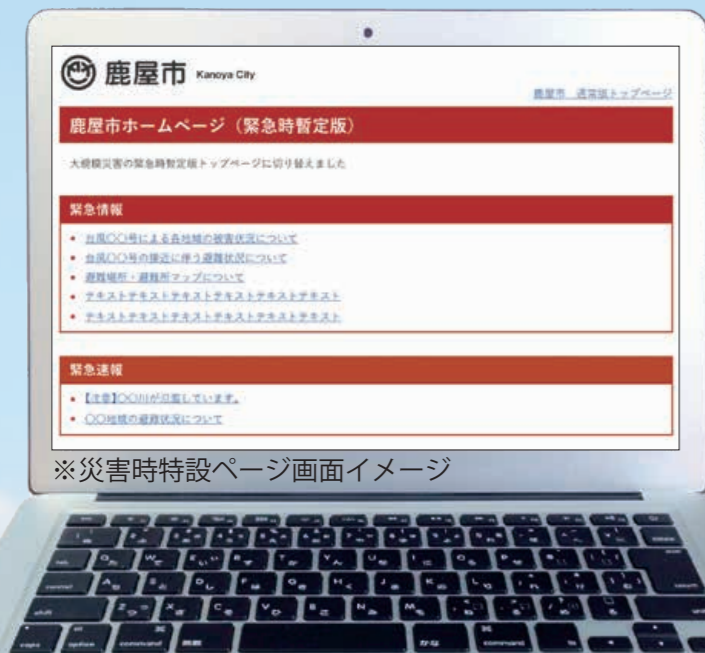 鹿屋市 Kanoya City
鹿屋市 通常版トップページ
鹿屋市ホームページ（緊急時暫定版）
大規模災害の緊急時暫定版トップページに切り替えました
緊急情報
• 台風〇〇号による各地域の被害状況について
• 台風〇〇号の接近に伴う避難状況について
• 避難場所・避難所マップについて
• テキストテキストテキストテキストテキストテキスト
• テキストテキストテキストテキストテキストテキスト
緊急速報
• 【注意】〇〇川が氾濫しています。
• 〇〇地域の避難状況について
※災害時特設ページ画面イメージ